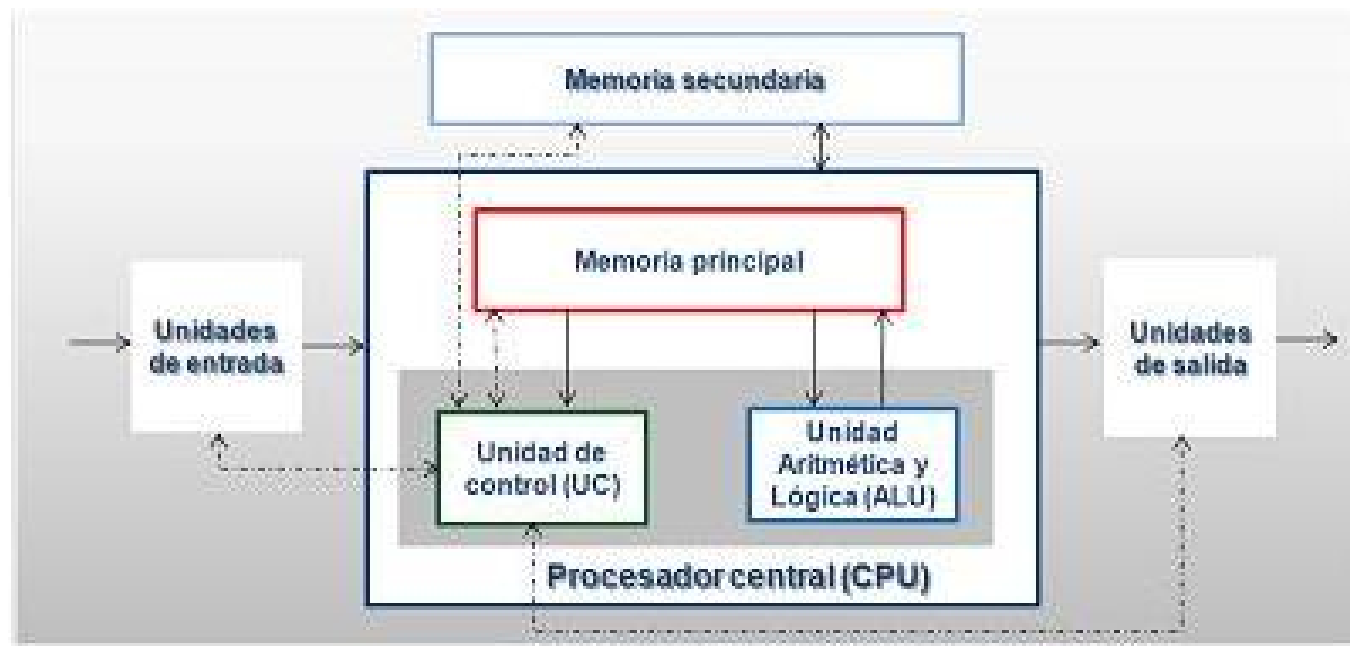 Memoria secundaria
Memoria principal
Unidades
de entrada
Unidades
de salida
Unidad de
control (UC)
Unidad
Aritmética y
Lógica (ALU)
Procesador central (CPU)